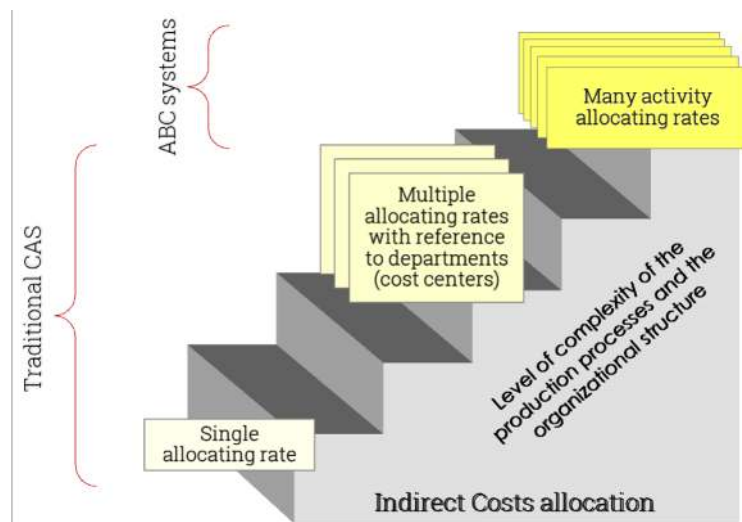 ABC systems
Many activity
allocating rates
Traditional CAS
Multiple
allocating rates
with reference
to departments
(cost centers)
Level of complexity of the
production processes and the
organizational structure
Single
allocating rate
Indirect Costs allocation